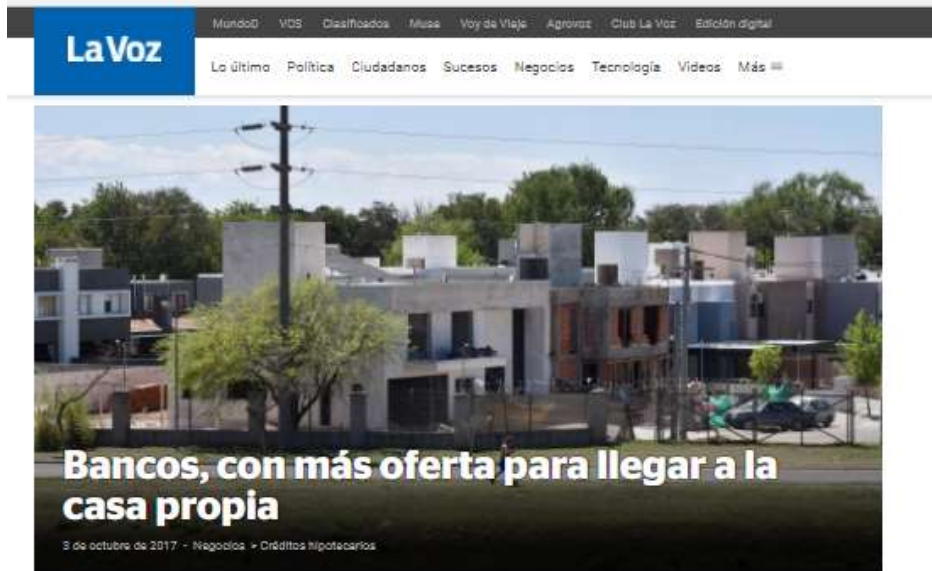 MundoD VOS Clasificados Musa Voy de Viaje Agrovoz Club La Voz Edición digital
La Voz
Lo último Política Ciudadanos Sucesos Negocios Tecnología Videos Más
Bancos, con más oferta para llegar a la
casa propia
3 de octubre de 2017 - Negocios > Créditos hipotecarios